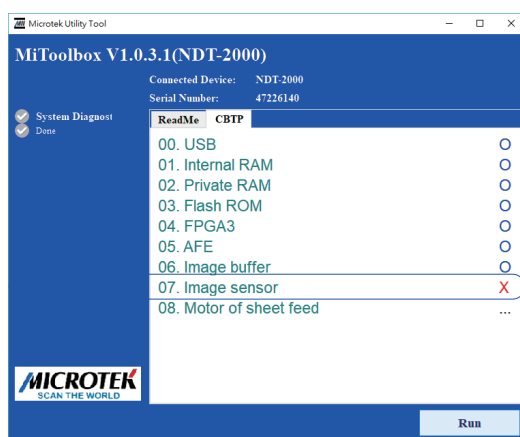 Microtek Utility Tool
MiToolbox V1.0.3.1(NDT-2000)
Connected Device: NDT-2000
Serial Number: 47226140
System Diagnost
Done
ReadMe CBTP
00. USB O
01. Internal RAM O
02. Private RAM O
03. Flash ROM O
04. FPGA3 O
05. AFE O
06. Image buffer O
07. Image sensor X
08. Motor of sheet feed ...
MICROTEK
SCAN THE WORLD
Run